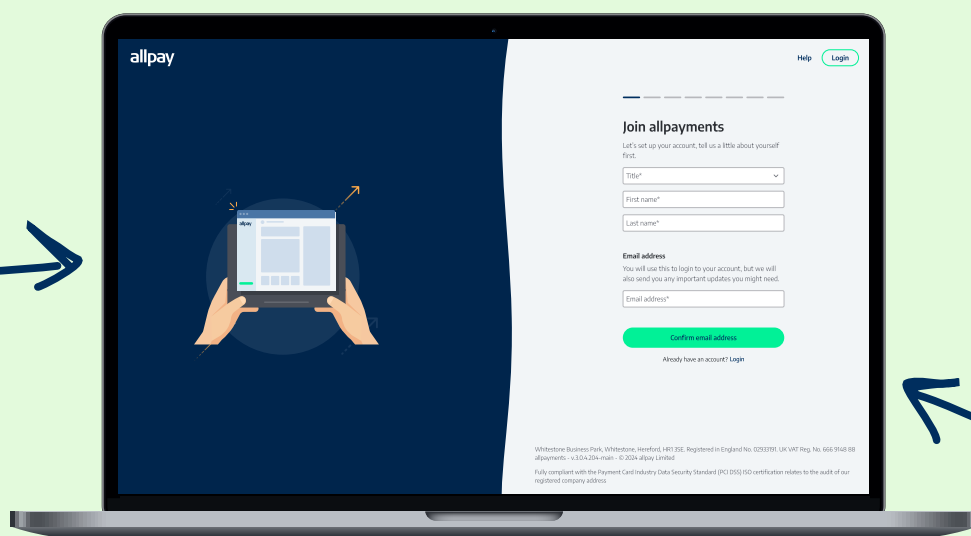 allpay
Help
Login
Join allpayments
Let's set up your account, tell us a little about yourself
first.
Title*
First name*
Last name*
Email address
You will use this to login to your account, but we will
also send you any important updates you might need.
Email address*
Confirm email address
Already have an account? Login
allpay
Whitestone Business Park, Whitestone, Hereford, HR1 3SE. Registered in England No. 02933191. UK VAT Reg. No. 666 9148 88
allpayments - v.3.0.4.204-main - © 2024 allpay Limited
Fully compliant with the Payment Card Industry Data Security Standard (PCI DSS) ISO certification relates to the audit of our
registered company address